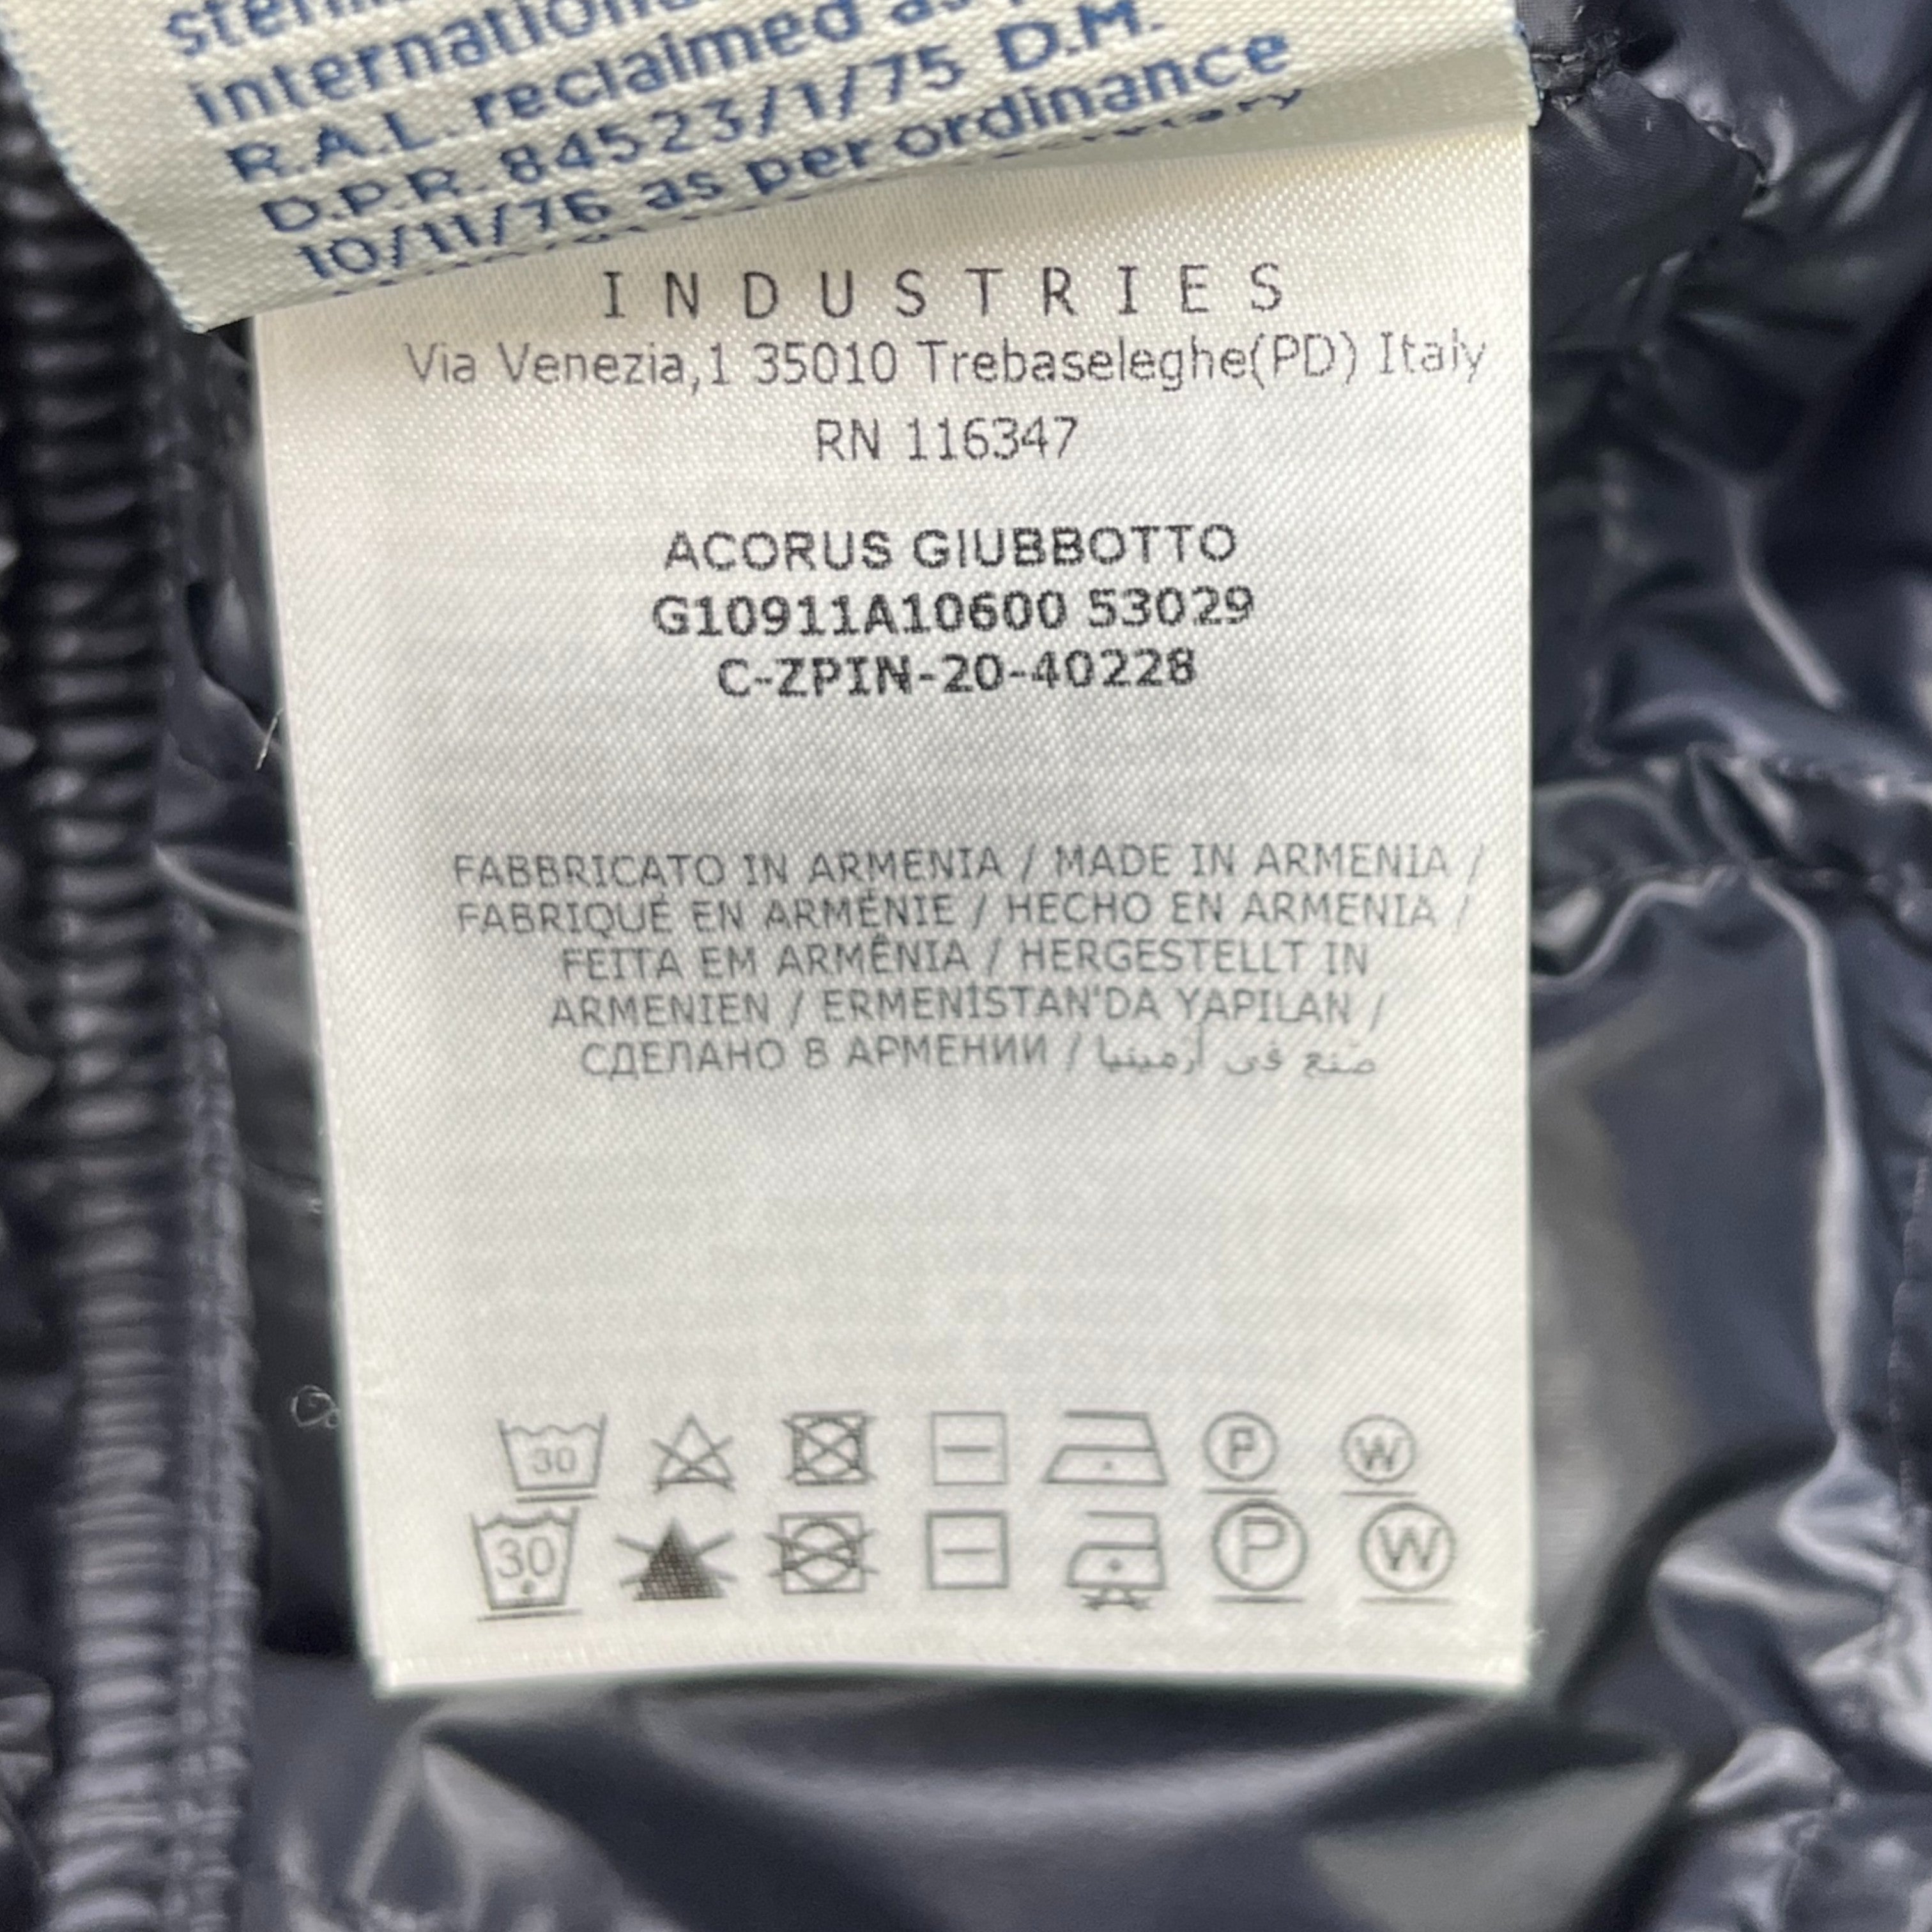 International
R.A.L. reclaimed as
D.P.R. 84523/1/75 D.M.
10/11/76 as per ordinance
INDUSTRIES
Via Venezia,1 35010 Trebaseleghe(PD) Italy
RN 116347
ACORUS GIUBBOTTO
G10911A10600 53029
C-ZPIN-20-40228
FABBRICATO IN ARMENIA / MADE IN ARMENIA /
FABRIQUÉ EN ARMÉNIE / HECHO EN ARMENIA /
FEITA EM ARMÊNIA / HERGESTELLT IN
ARMENIEN / ERMENİSTAN'DA YAPILAN /
СДЕЛАНО В АРМЕНИИ / صنع في أرمينيا
30 P W
30 P W